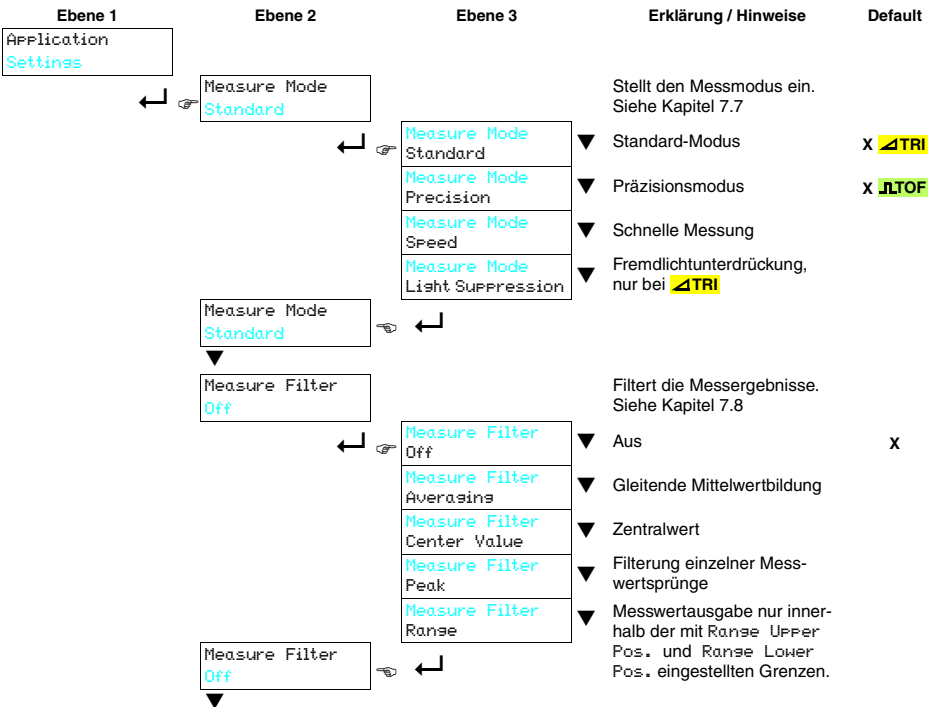 Ebene 1 Ebene 2 Ebene 3 Erklärung / Hinweise Default
Application
Settings
Measure Mode
Standard
Stellt den Messmodus ein.
Siehe Kapitel 7.7
Measure Mode
Standard
Standard-Modus
X TRI
Measure Mode
Precision
Präzisionsmodus
X TOF
Measure Mode
Speed
Schnelle Messung
Measure Mode
Light Suppression
Fremdlichtunterdrückung,
nur bei TRI
Measure Mode
Standard
Measure Filter
Off
Filtert die Messergebnisse.
Siehe Kapitel 7.8
Measure Filter
Off
Aus
X
Measure Filter
Averaging
Gleitende Mittelwertbildung
Measure Filter
Center Value
Zentralwert
Measure Filter
Peak
Filterung einzelner Mess-
wertsprünge
Measure Filter
Range
Messwertausgabe nur inner-
halb der mit Range Upper
Pos. und Range Lower
Pos. eingestellten Grenzen.
Measure Filter
Off